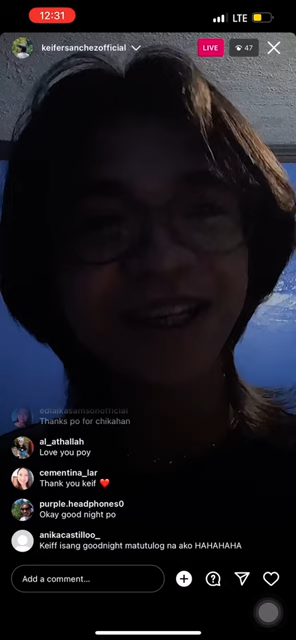 12:31
LTE
keifersanchezofficial
LIVE
47
Thanks po for chikahan
al_athallah
Love you poy
cementina_lar
Thank you keif ❤️
purple.headphones0
Okay good night po
anikacastilloo_
Keiff isang goodnight matutulog na ako HAHAHAHA
Add a comment...